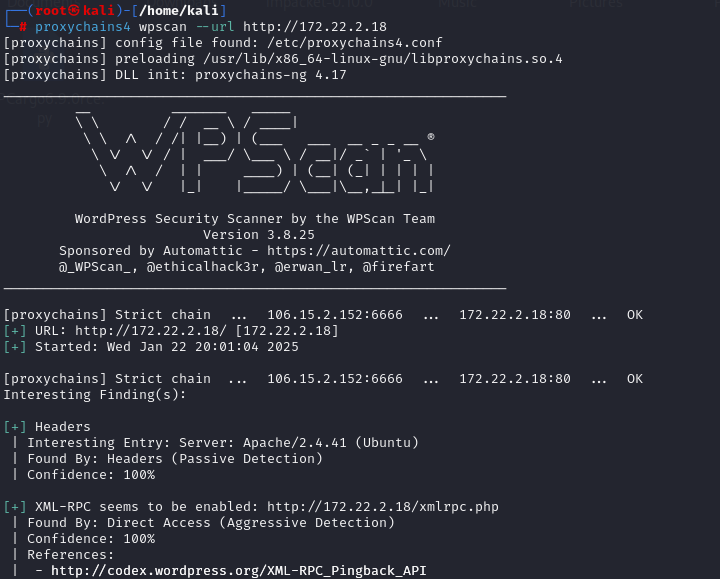 ┌──(root㉿kali)-[/home/kali]
└─# proxychains4 wpscan --url http://172.22.2.18
[proxychains] config file found: /etc/proxychains4.conf
[proxychains] preloading /usr/lib/x86_64-linux-gnu/libproxychains.so.4
[proxychains] DLL init: proxychains-ng 4.17
WPScan ®
WordPress Security Scanner by the WPScan Team
Version 3.8.25
Sponsored by Automattic - https://automattic.com/
@_WPScan_, @ethicalhack3r, @erwan_lr, @firefart
[proxychains] Strict chain ... 106.15.2.152:6666 ... 172.22.2.18:80 ... OK
[+] URL: http://172.22.2.18/ [172.22.2.18]
[+] Started: Wed Jan 22 20:01:04 2025
[proxychains] Strict chain ... 106.15.2.152:6666 ... 172.22.2.18:80 ... OK
Interesting Finding(s):
[+] Headers
| Interesting Entry: Server: Apache/2.4.41 (Ubuntu)
| Found By: Headers (Passive Detection)
| Confidence: 100%
[+] XML-RPC seems to be enabled: http://172.22.2.18/xmlrpc.php
| Found By: Direct Access (Aggressive Detection)
| Confidence: 100%
| References:
| - http://codex.wordpress.org/XML-RPC_Pingback_API